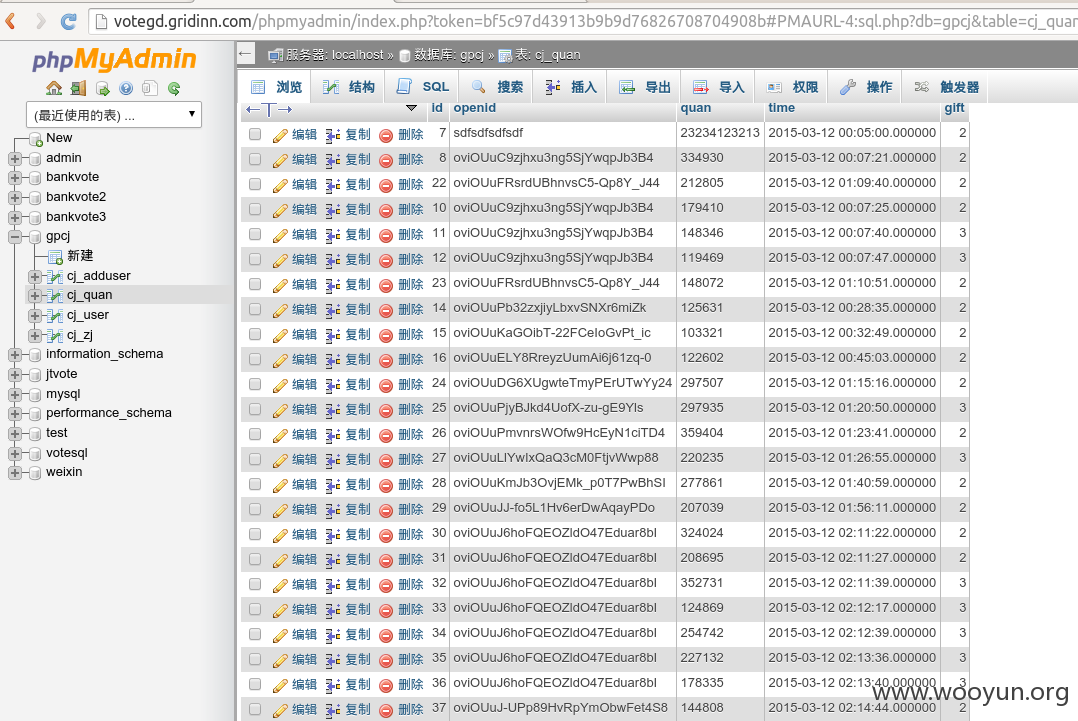 votegd.gridinn.com/phpmyadmin/index.php?token=bf5c97d43913b9b9d76826708704908b#PMAURL-4:sql.php?db=gpcj&table=cj_quan
phpMyAdmin
(最近使用的表) ...
New
admin
bankvote
bankvote2
bankvote3
gpcj
新建
cj_adduser
cj_quan
cj_user
cj_zj
information_schema
jtvote
mysql
performance_schema
test
votesql
weixin
服务器: localhost » 数据库: gpcj » 表: cj_quan
浏览 结构 SQL 搜索 插入 导出 导入 权限 操作 触发器
id openid quan time gift
编辑 复制 删除 7 sdfsdfsdfsdf 23234123213 2015-03-12 00:05:00.000000 2
编辑 复制 删除 8 oviOUuC9zjhxu3ng5SjYwqpJb3B4 334930 2015-03-12 00:07:21.000000 2
编辑 复制 删除 22 oviOUuFRsrdUBhnvsC5-Qp8Y_J44 212805 2015-03-12 01:09:40.000000 2
编辑 复制 删除 10 oviOUuC9zjhxu3ng5SjYwqpJb3B4 179410 2015-03-12 00:07:25.000000 2
编辑 复制 删除 11 oviOUuC9zjhxu3ng5SjYwqpJb3B4 148346 2015-03-12 00:07:40.000000 3
编辑 复制 删除 12 oviOUuC9zjhxu3ng5SjYwqpJb3B4 119469 2015-03-12 00:07:47.000000 3
编辑 复制 删除 23 oviOUuFRsrdUBhnvsC5-Qp8Y_J44 148072 2015-03-12 01:10:51.000000 2
编辑 复制 删除 14 oviOUuPb32zxjiyLbxvSNXr6miZk 125631 2015-03-12 00:28:35.000000 2
编辑 复制 删除 15 oviOUuKaGOibT-22FCeIoGvPt_ic 103321 2015-03-12 00:32:49.000000 2
编辑 复制 删除 16 oviOUuELY8RreyzUumAi6j61zq-0 122602 2015-03-12 00:45:03.000000 2
编辑 复制 删除 24 oviOUuDG6XUgwteTmyPErUTwYy24 297507 2015-03-12 01:15:16.000000 2
编辑 复制 删除 25 oviOUuPjyBJkd4UofX-zu-gE9YIs 297935 2015-03-12 01:20:50.000000 3
编辑 复制 删除 26 oviOUuPmvnrsWOfw9HcEyN1ciTD4 359404 2015-03-12 01:23:41.000000 2
编辑 复制 删除 27 oviOUuLIYwIxQaQ3cM0FtjvWwp88 220235 2015-03-12 01:26:55.000000 3
编辑 复制 删除 28 oviOUuKmJb3OvjEMk_p0T7PwBhSI 277861 2015-03-12 01:40:59.000000 2
编辑 复制 删除 29 oviOUuJJ-fo5L1Hv6erDwAqayPDo 207039 2015-03-12 01:56:11.000000 2
编辑 复制 删除 30 oviOUuJ6hoFQEOZldO47Eduar8bI 324024 2015-03-12 02:11:22.000000 2
编辑 复制 删除 31 oviOUuJ6hoFQEOZldO47Eduar8bI 208695 2015-03-12 02:11:27.000000 2
编辑 复制 删除 32 oviOUuJ6hoFQEOZldO47Eduar8bI 352731 2015-03-12 02:11:39.000000 3
编辑 复制 删除 33 oviOUuJ6hoFQEOZldO47Eduar8bI 124869 2015-03-12 02:12:17.000000 3
编辑 复制 删除 34 oviOUuJ6hoFQEOZldO47Eduar8bI 254742 2015-03-12 02:12:39.000000 3
编辑 复制 删除 35 oviOUuJ6hoFQEOZldO47Eduar8bI 227132 2015-03-12 02:13:36.000000 3
编辑 复制 删除 36 oviOUuJ6hoFQEOZldO47Eduar8bI 178335 2015-03-12 02:13:40.000000 3
编辑 复制 删除 37 oviOUuJ-UPp89HvRpYmObwFet4S8 144808 2015-03-12 02:14:44.000000 2
www.wooyun.org